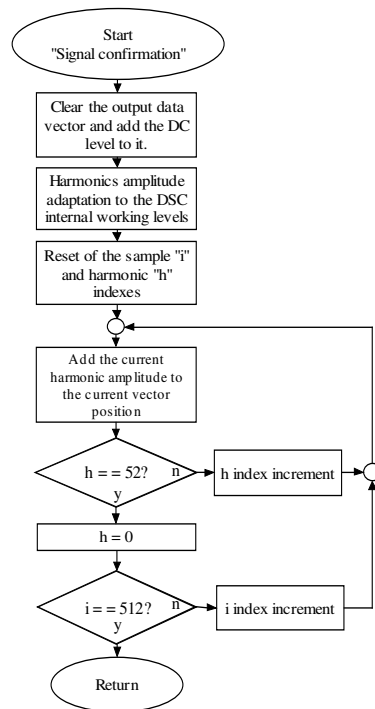 Start
"Signal confirmation"
Clear the output data
vector and add the DC
level to it.
Harmonics amplitude
adaptation to the DSC
internal working levels
Reset of the sample "i"
and harmonic "h"
indexes
Add the current
harmonic amplitude to
the current vector
position
h == 52?
n
y
h index increment
h = 0
i == 512?
n
y
i index increment
Return